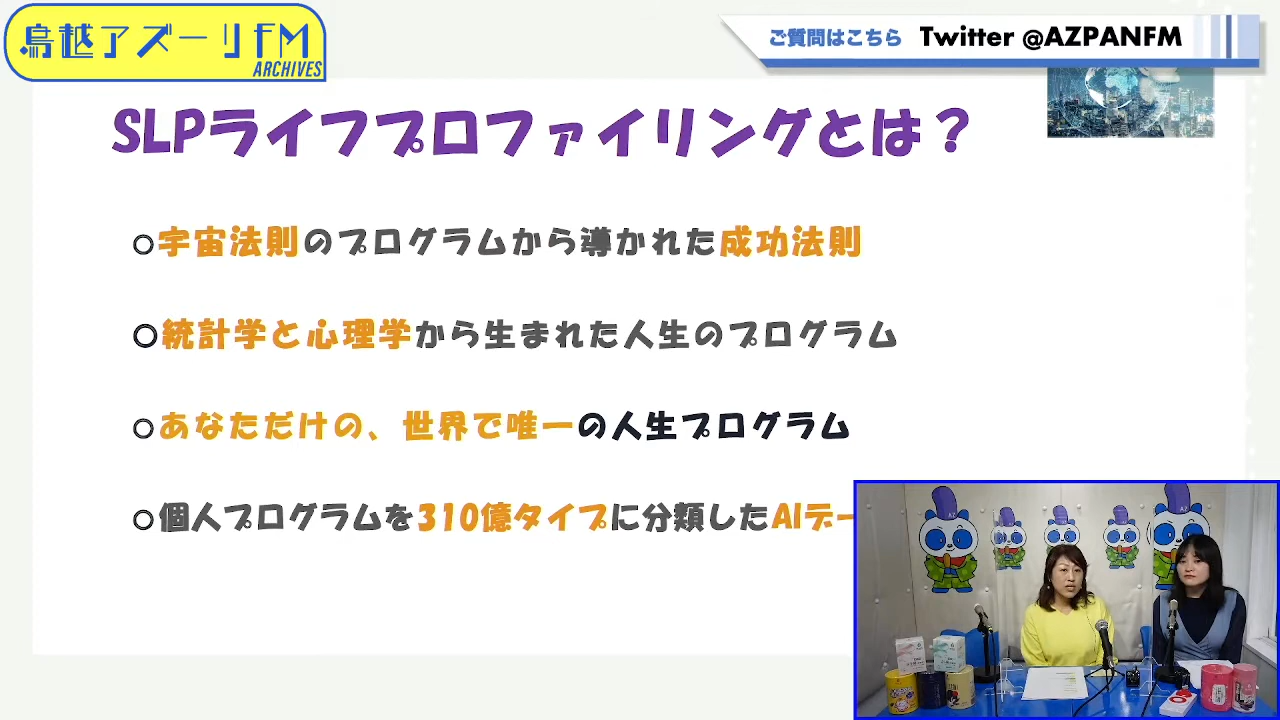 鳥越アズーリFM
ARCHIVES
ご質問はこちら Twitter @AZPANFM
SLPライフプロファイリングとは？
○宇宙法則のプログラムから導かれた成功法則
○統計学と心理学から生まれた人生のプログラム
○あなただけの、世界で唯一の人生プログラム
○個人プログラムを310億タイプに分類したAIデー